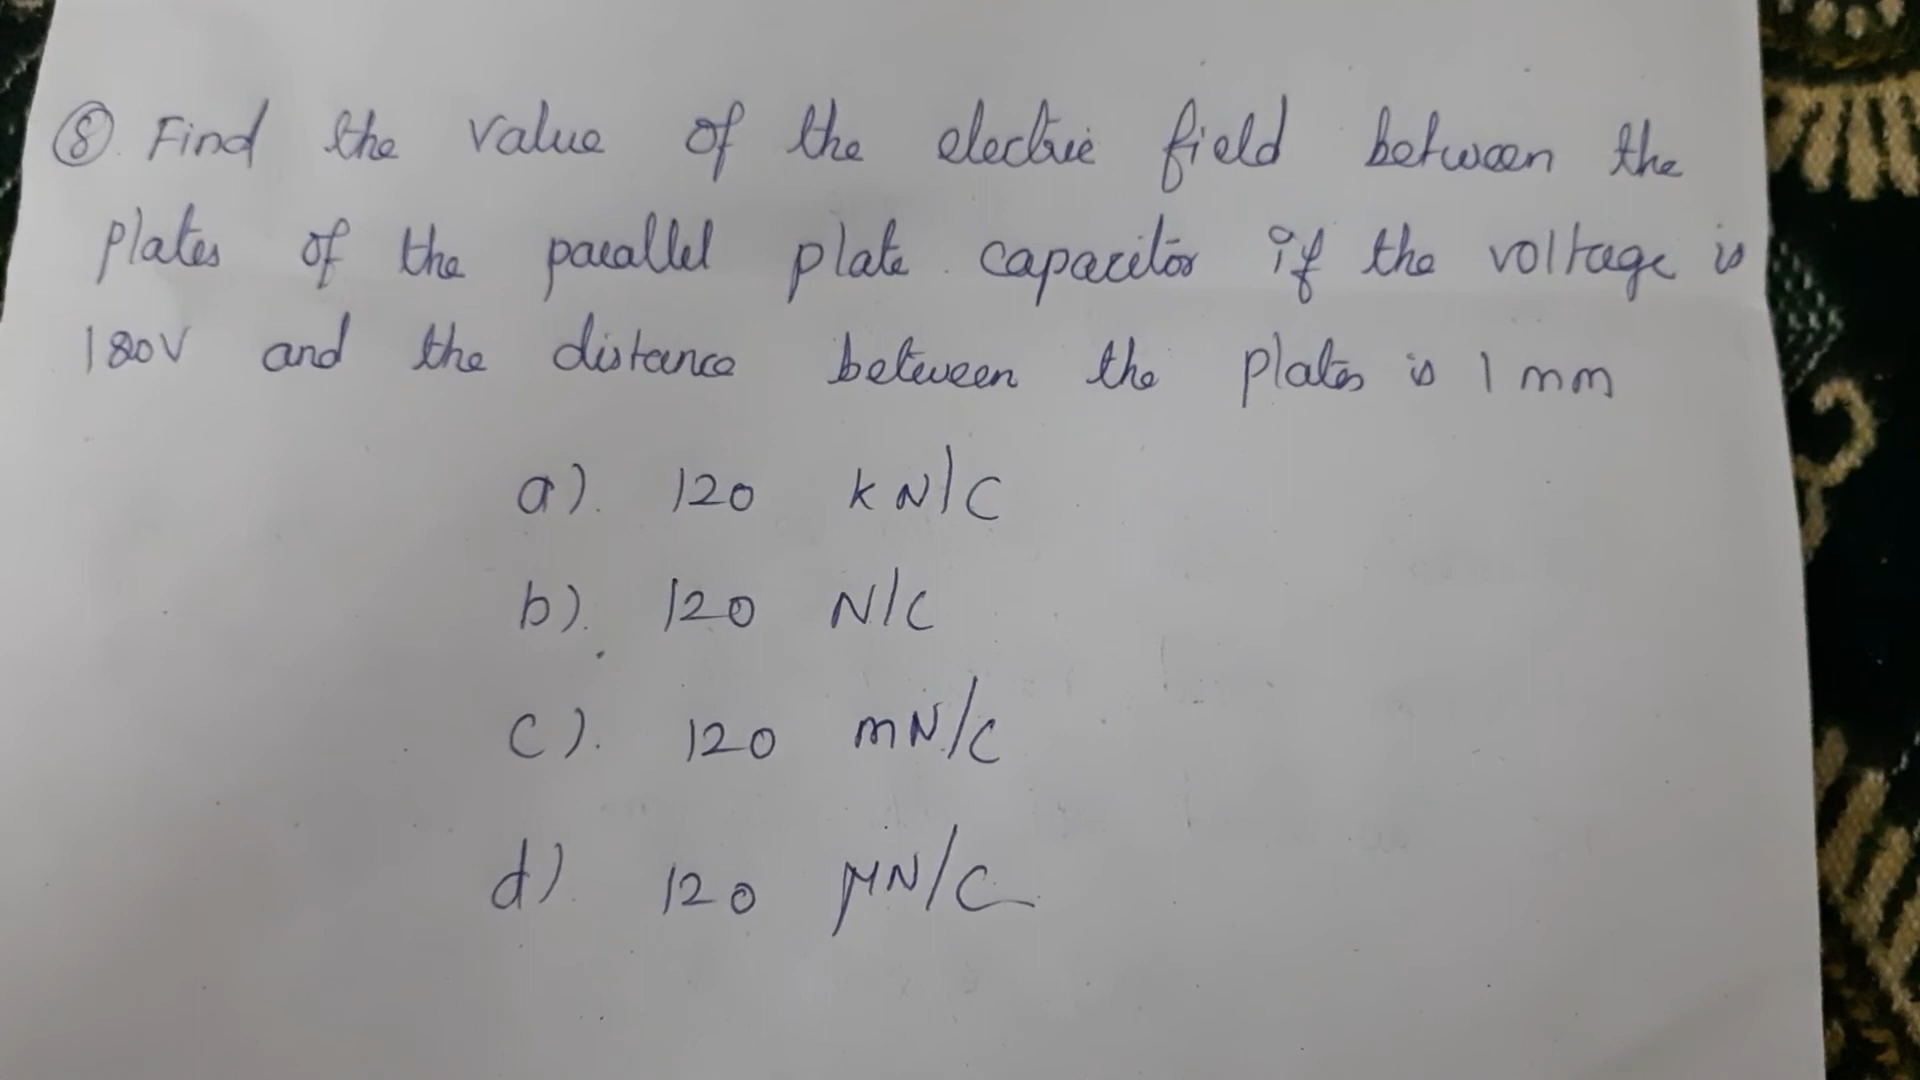 ⑧. Find the value of the electric field between the
plates of the parallel plate capacitor if the voltage is
180V and the distance between the plates is 1 mm
a). 120 kN/C
b). 120 N/C
c). 120 mN/C
d). 120 μN/C